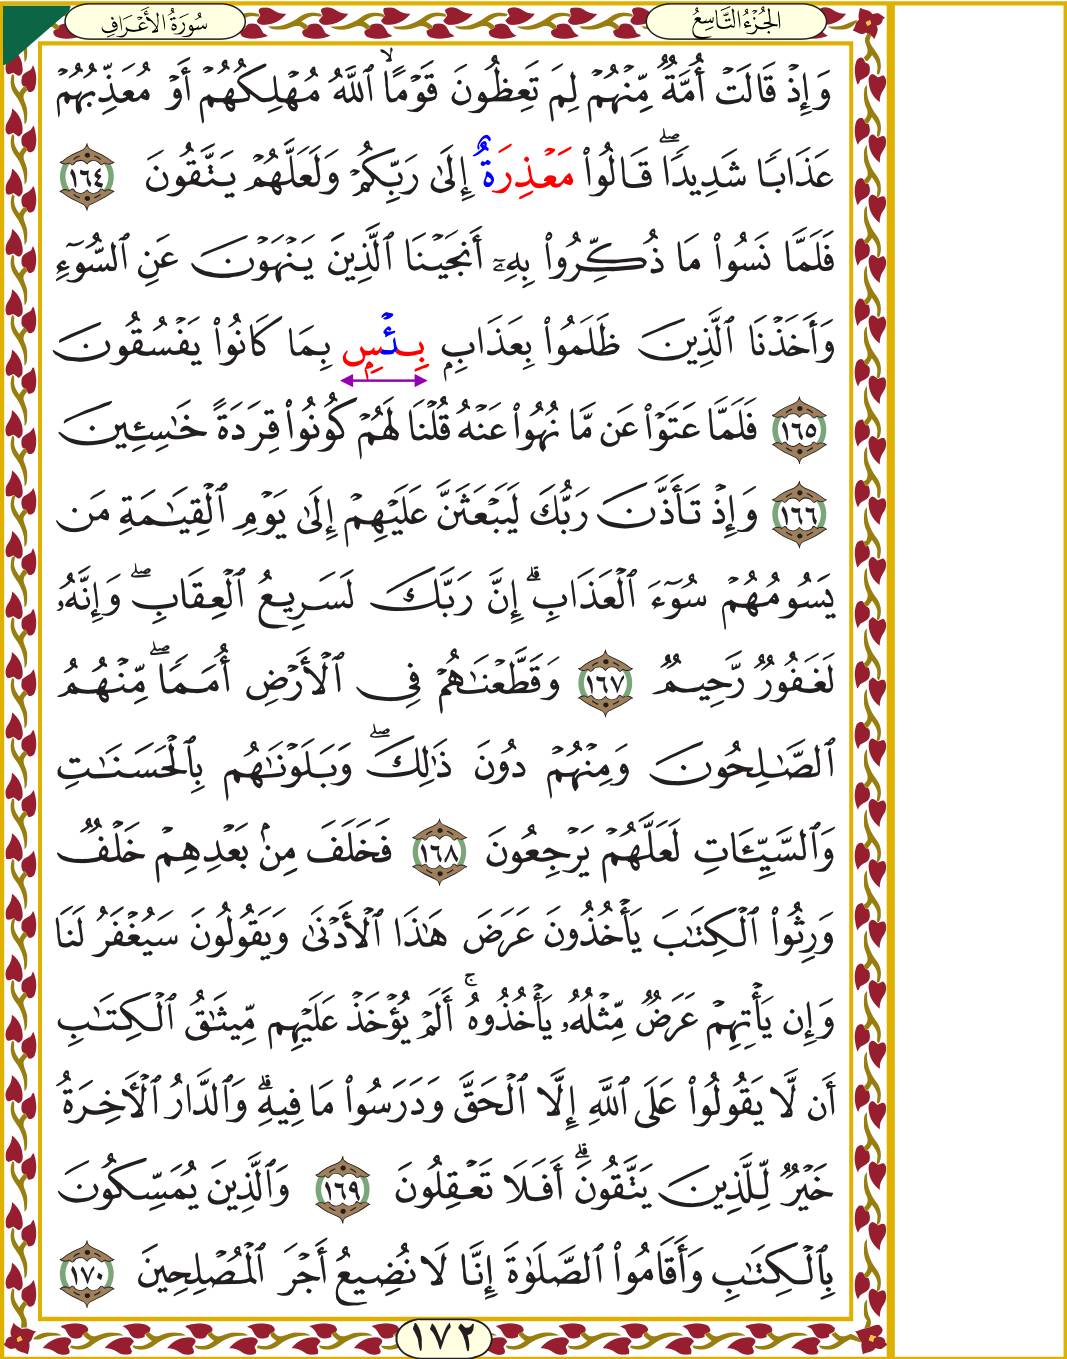 الجُزْءُ التَّاسِعُ
سُورَةُ الأَعْرَافِ
وَإِذْ قَالَتْ أُمَّةٌ مِّنْهُمْ لِمَ تَعِظُونَ قَوْمًا ۙ ٱللَّهُ مُهْلِكُهُمْ أَوْ مُعَذِّبُهُمْ
عَذَابًا شَدِيدًا ۖ قَالُوا۟ مَعْذِرَةٌ إِلَىٰ رَبِّكُمْ وَلَعَلَّهُمْ يَتَّقُونَ ١٦٤
فَلَمَّا نَسُوا۟ مَا ذُكِّرُوا۟ بِهِۦٓ أَنجَيْنَا ٱلَّذِينَ يَنْهَوْنَ عَنِ ٱلسُّوٓءِ
وَأَخَذْنَا ٱلَّذِينَ ظَلَمُوا۟ بِعَذَابٍۭ بِئْسٍۭ بِمَا كَانُوا۟ يَفْسُقُونَ
١٦٥ فَلَمَّا عَتَوْا۟ عَن مَّا نُهُوا۟ عَنْهُ قُلْنَا لَهُمْ كُونُوا۟ قِرَدَةً خَـٰسِـِٔينَ
١٦٦ وَإِذْ تَأَذَّنَ رَبُّكَ لَيَبْعَثَنَّ عَلَيْهِمْ إِلَىٰ يَوْمِ ٱلْقِيَـٰمَةِ مَن
يَسُومُهُمْ سُوٓءَ ٱلْعَذَابِ ۗ إِنَّ رَبَّكَ لَسَرِيعُ ٱلْعِقَابِ ۖ وَإِنَّهُۥ
لَغَفُورٌ رَّحِيمٌ ١٦٧ وَقَطَّعْنَـٰهُمْ فِى ٱلْأَرْضِ أُمَمًا ۖ مِّنْهُمُ
ٱلصَّـٰلِحُونَ وَمِنْهُمْ دُونَ ذَٰلِكَ ۖ وَبَلَوْنَـٰهُم بِٱلْحَسَنَـٰتِ
وَٱلسَّيِّـَٔاتِ لَعَلَّهُمْ يَرْجِعُونَ ١٦٨ فَخَلَفَ مِنۢ بَعْدِهِمْ خَلْفٌ
وَرِثُوا۟ ٱلْكِتَـٰبَ يَأْخُذُونَ عَرَضَ هَـٰذَا ٱلْأَدْنَىٰ وَيَقُولُونَ سَيُغْفَرُ لَنَا
وَإِن يَأْتِهِمْ عَرَضٌ مِّثْلُهُۥ يَأْخُذُوهُ ۚ أَلَمْ يُؤْخَذْ عَلَيْهِم مِّيثَـٰقُ ٱلْكِتَـٰبِ
أَن لَّا يَقُولُوا۟ عَلَى ٱللَّهِ إِلَّا ٱلْحَقَّ وَدَرَسُوا۟ مَا فِيهِ ۗ وَٱلدَّارُ ٱلْـَٔاخِرَةُ
خَيْرٌ لِّلَّذِينَ يَتَّقُونَ ۗ أَفَلَا تَعْقِلُونَ ١٦٩ وَٱلَّذِينَ يُمَسِّكُونَ
بِٱلْكِتَـٰبِ وَأَقَامُوا۟ ٱلصَّلَوٰةَ إِنَّا لَا نُضِيعُ أَجْرَ ٱلْمُصْلِحِينَ ١٧٠
١٧٢